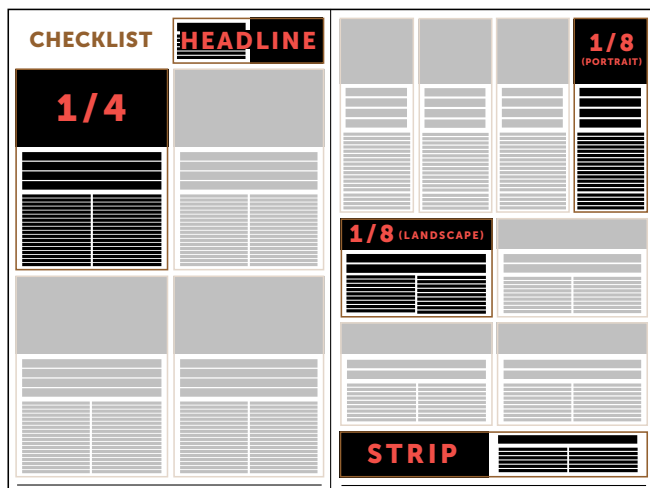 CHECKLIST
HEADLINE
1/4
1/8
(PORTRAIT)
1/8 (LANDSCAPE)
STRIP